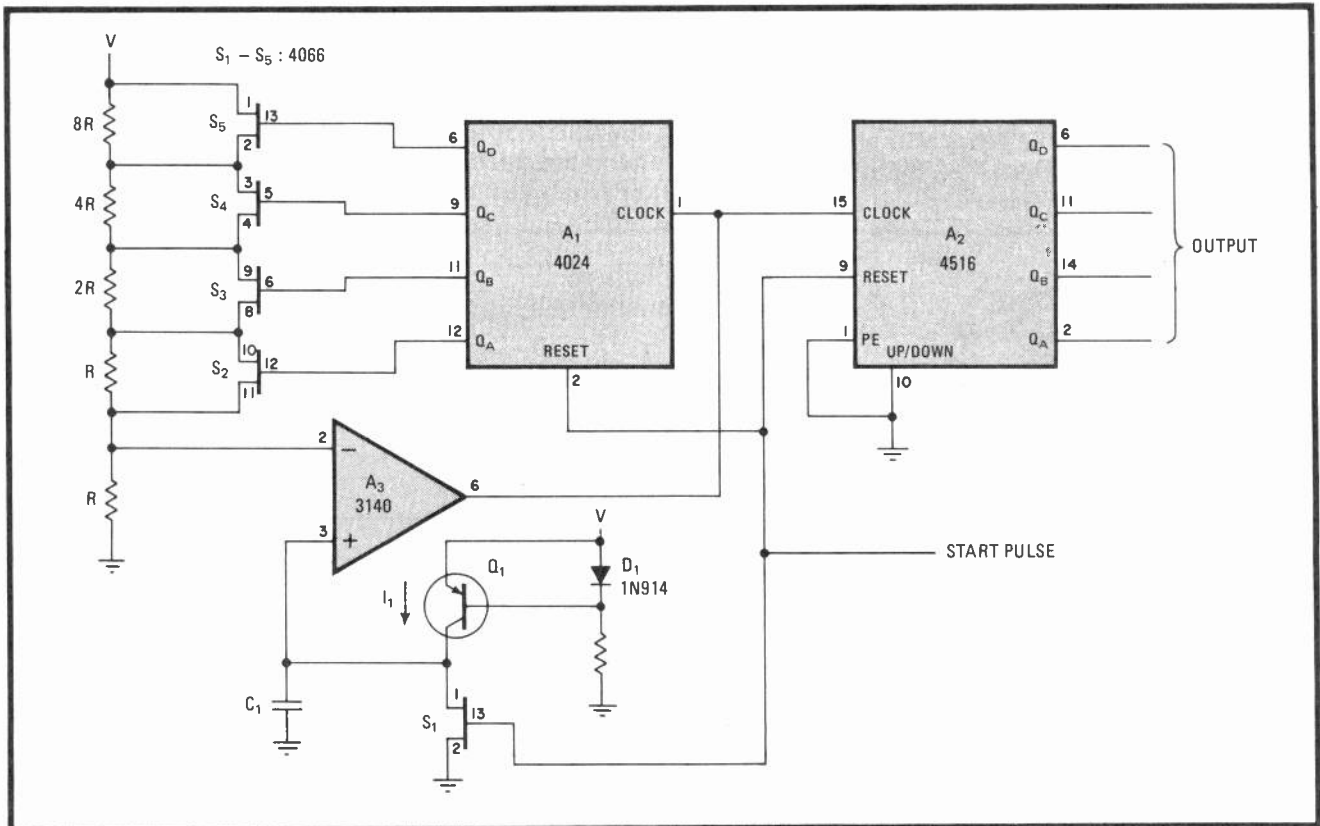 V
S1 – S5 : 4066
8R
1
13
S5
2
6
QD
4R
3
5
S4
4
9
QC
CLOCK
1
A1
4024
2R
9
6
S3
8
11
QB
R
10
12
S2
11
12
QA
RESET
2
6
QD
15
CLOCK
QC
11
A2
4516
9
RESET
QB
14
1
PE
QA
2
UP/DOWN
10
OUTPUT
R
2
–
A3
3140
6
3
+
V
Q1
D1
1N914
I1
START PULSE
C1
1
13
S1
2